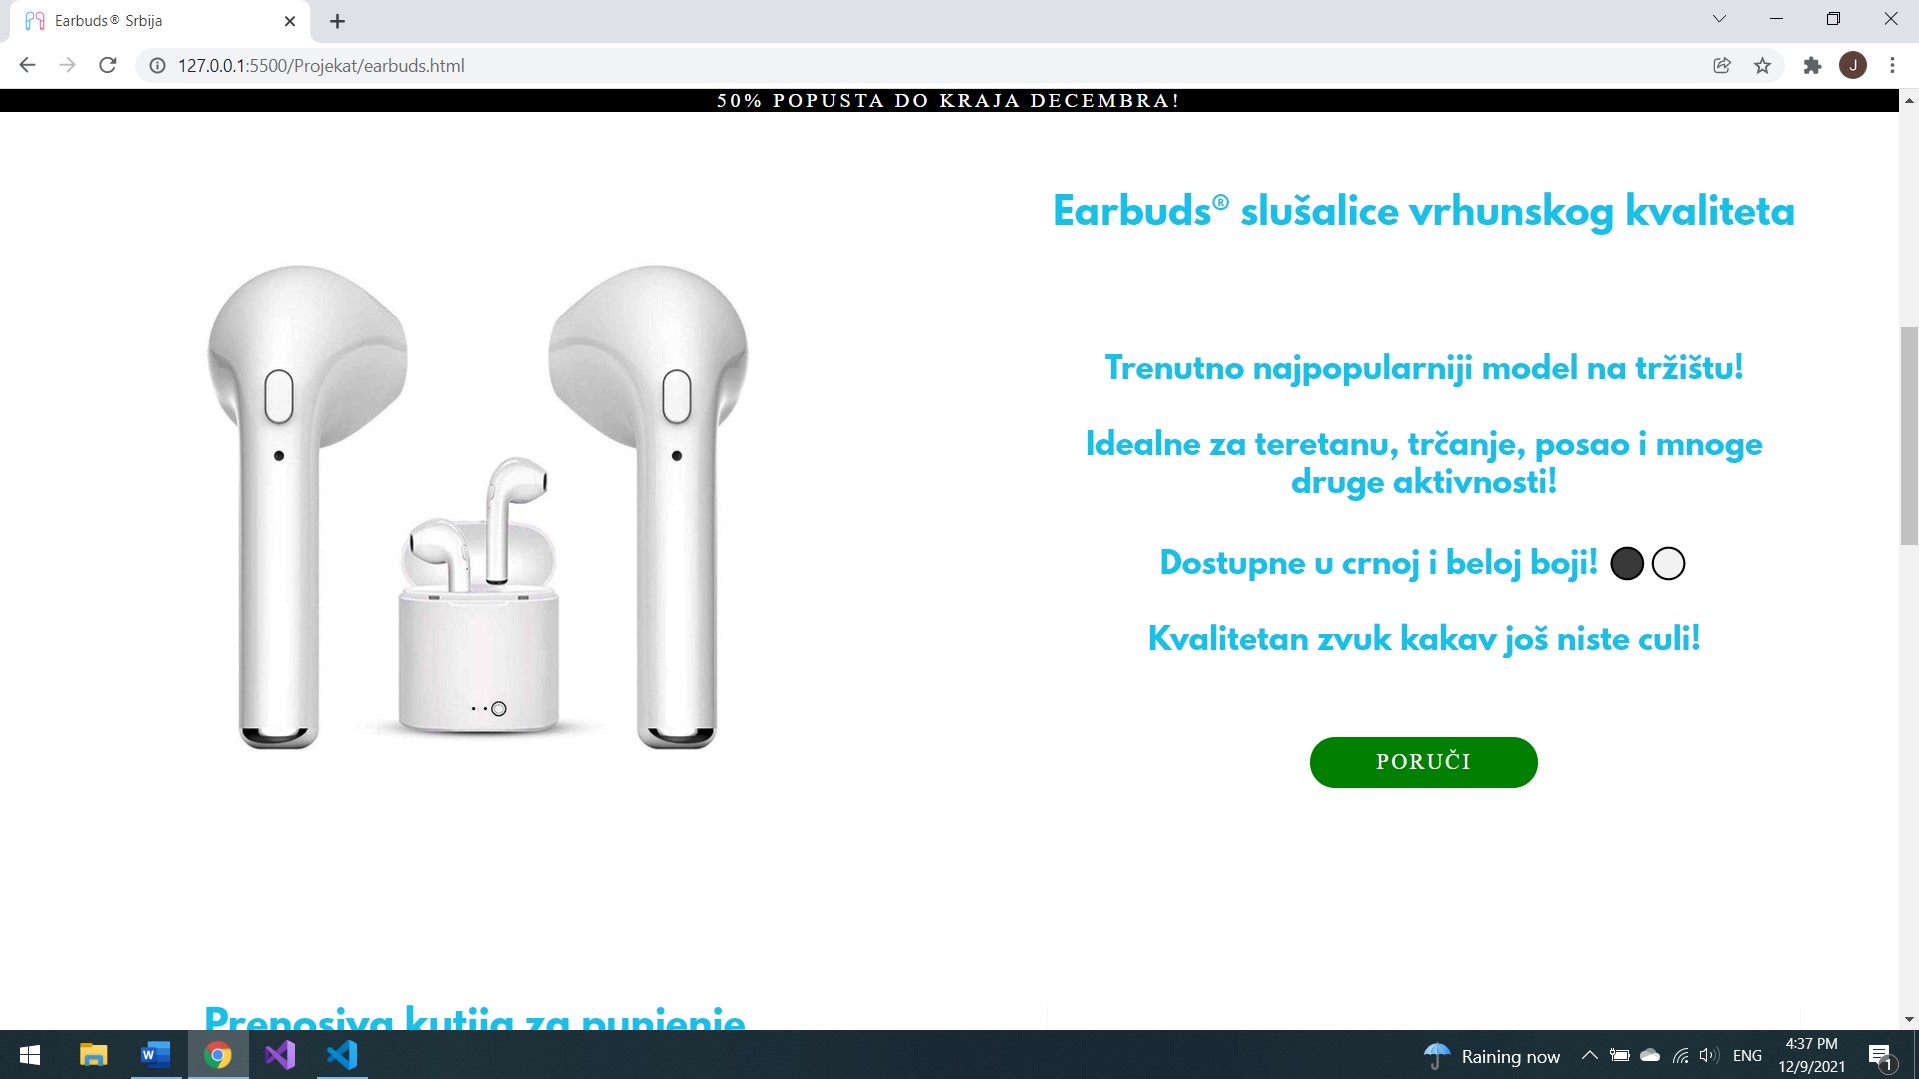 Earbuds® Srbija
127.0.0.1:5500/Projekat/earbuds.html
J
50% POPUSTA DO KRAJA DECEMBRA!
Earbuds® slušalice vrhunskog kvaliteta
Trenutno najpopularniji model na tržištu!
Idealne za teretanu, trčanje, posao i mnoge
druge aktivnosti!
Dostupne u crnoj i beloj boji!
Kvalitetan zvuk kakav još niste culi!
PORUČI
Prenosiva kutija za punjenje
W
Raining now
ENG
4:37 PM
12/9/2021
1